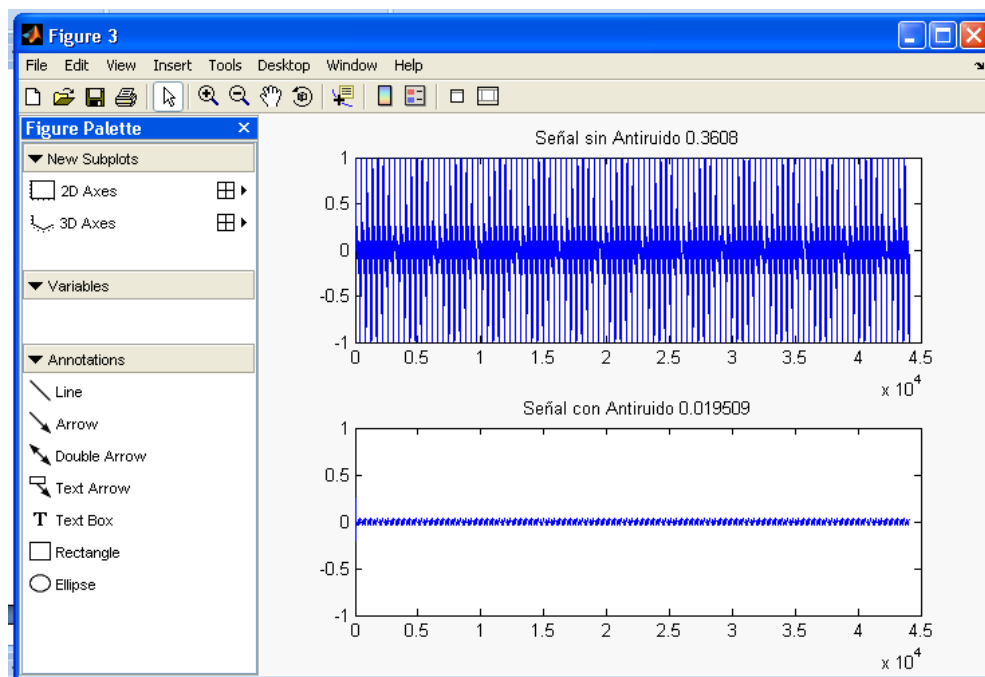 Figure 3
File Edit View Insert Tools Desktop Window Help
Figure Palette
New Subplots
2D Axes
3D Axes
Variables
Annotations
Line
Arrow
Double Arrow
Text Arrow
T Text Box
Rectangle
Ellipse
Señal sin Antiruido 0.3608
1
0.5
0
-0.5
-1
0 0.5 1 1.5 2 2.5 3 3.5 4 4.5
x 10^4
Señal con Antiruido 0.019509
1
0.5
0
-0.5
-1
0 0.5 1 1.5 2 2.5 3 3.5 4 4.5
x 10^4